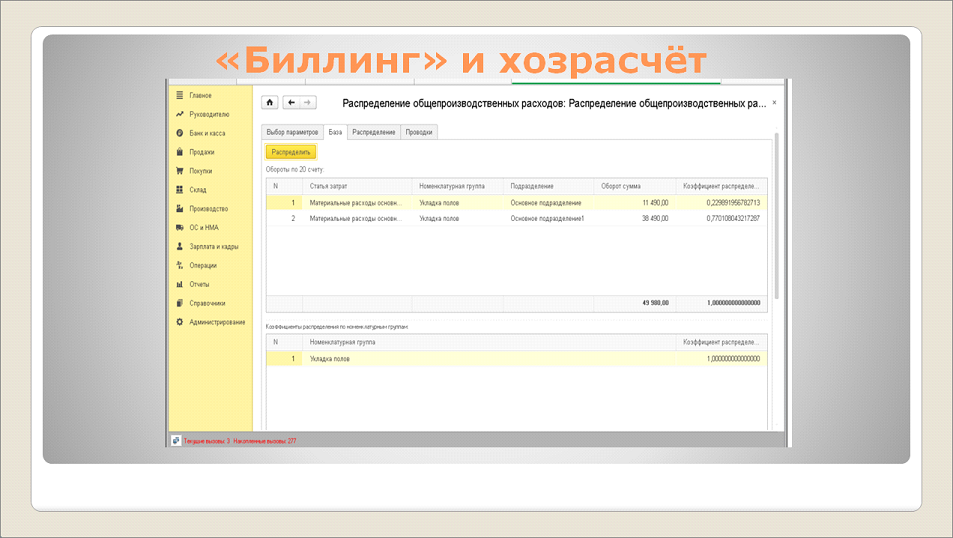 «Биллинг» и хозрасчёт
Главное
Руководителю
Банк и касса
Продажи
Покупки
Склад
Производство
ОС и НМА
Зарплата и кадры
Операции
Отчеты
Справочники
Администрирование
Распределение общепроизводственных расходов: Распределение общепроизводственных ра... ×
Выбор параметров База Распределение Проводки
Распределить
Обороты по 20 счету:
N Статья затрат Номенклатурная группа Подразделение Оборот сумма Коэффициент распределе...
1 Материальные расходы основн... Укладка полов Основное подразделение 11 490,00 0,229891956782713
2 Материальные расходы основн... Укладка полов Основное подразделение1 38 490,00 0,770108043217287
49 980,00 1,000000000000000
Коэффициенты распределения по номенклатурным группам:
N Номенклатурная группа Коэффициент распределе...
1 Укладка полов 1,000000000000000
Текущие вызовы: 3 Накопленные вызовы: 277